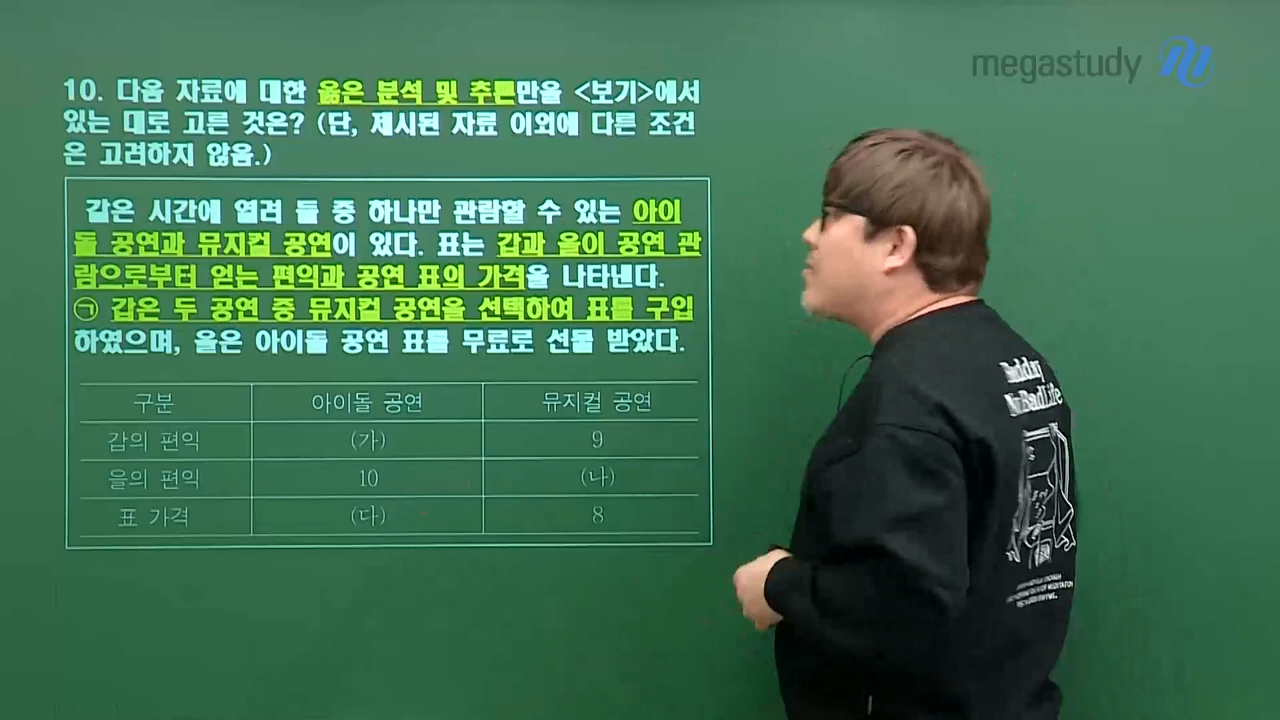 megastudy
10. 다음 자료에 대한 옳은 분석 및 추론만을 <보기>에서
있는 대로 고른 것은? (단, 제시된 자료 이외에 다른 조건
은 고려하지 않음.)
같은 시간에 열려 둘 중 하나만 관람할 수 있는 아이
돌 공연과 뮤지컬 공연이 있다. 표는 갑과 을이 공연 관
람으로부터 얻는 편익과 공연 표의 가격을 나타낸다.
㉠ 갑은 두 공연 중 뮤지컬 공연을 선택하여 표를 구입
하였으며, 을은 아이돌 공연 표를 무료로 선물 받았다.
구분 아이돌 공연 뮤지컬 공연
갑의 편익 (가) 9
을의 편익 10 (나)
표 가격 (다) 8